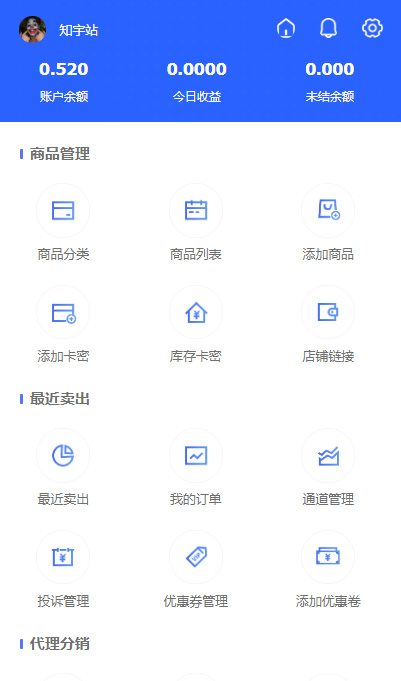 知宇站
0.520 0.0000 0.000
账户余额 今日收益 未结余额
商品管理
商品分类 商品列表 添加商品
添加卡密 库存卡密 店铺链接
最近卖出
最近卖出 我的订单 通道管理
投诉管理 优惠券管理 添加优惠卷
代理分销